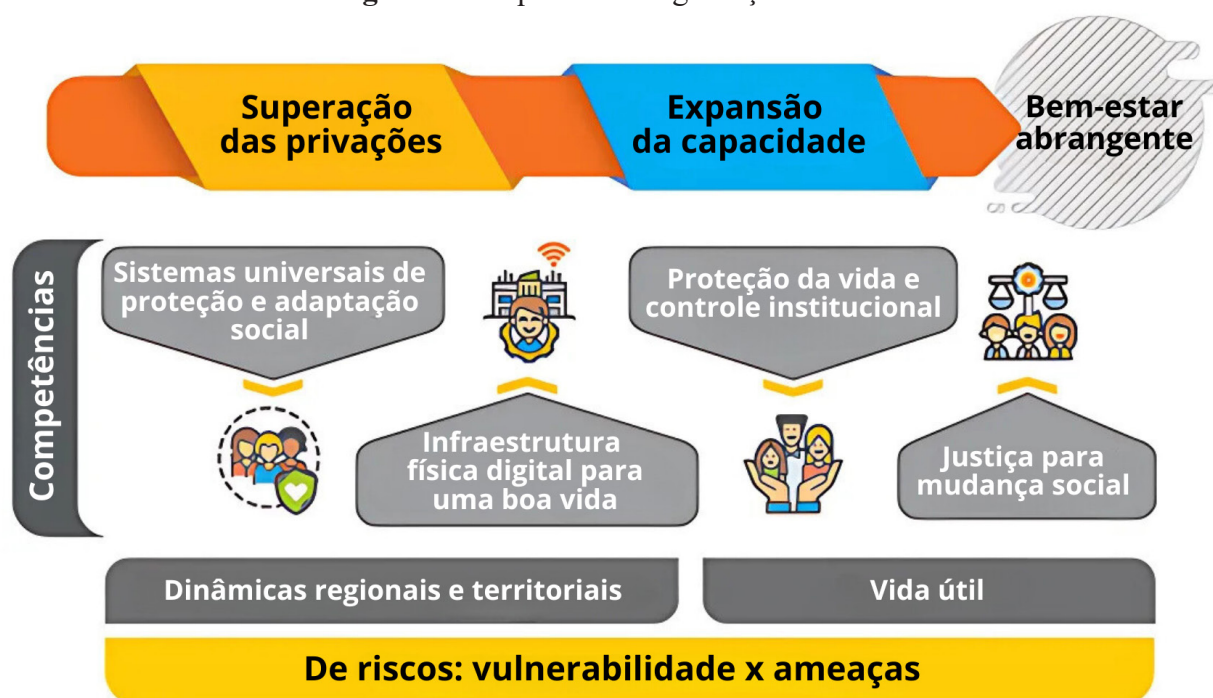 Superação
das privações
Expansão
da capacidade
Bem-estar
abrangente
Competências
Sistemas universais de
proteção e adaptação
social
Proteção da vida e
controle institucional
Infraestrutura
física digital para
uma boa vida
Justiça para
mudança social
Dinâmicas regionais e territoriais
Vida útil
De riscos: vulnerabilidade x ameaças